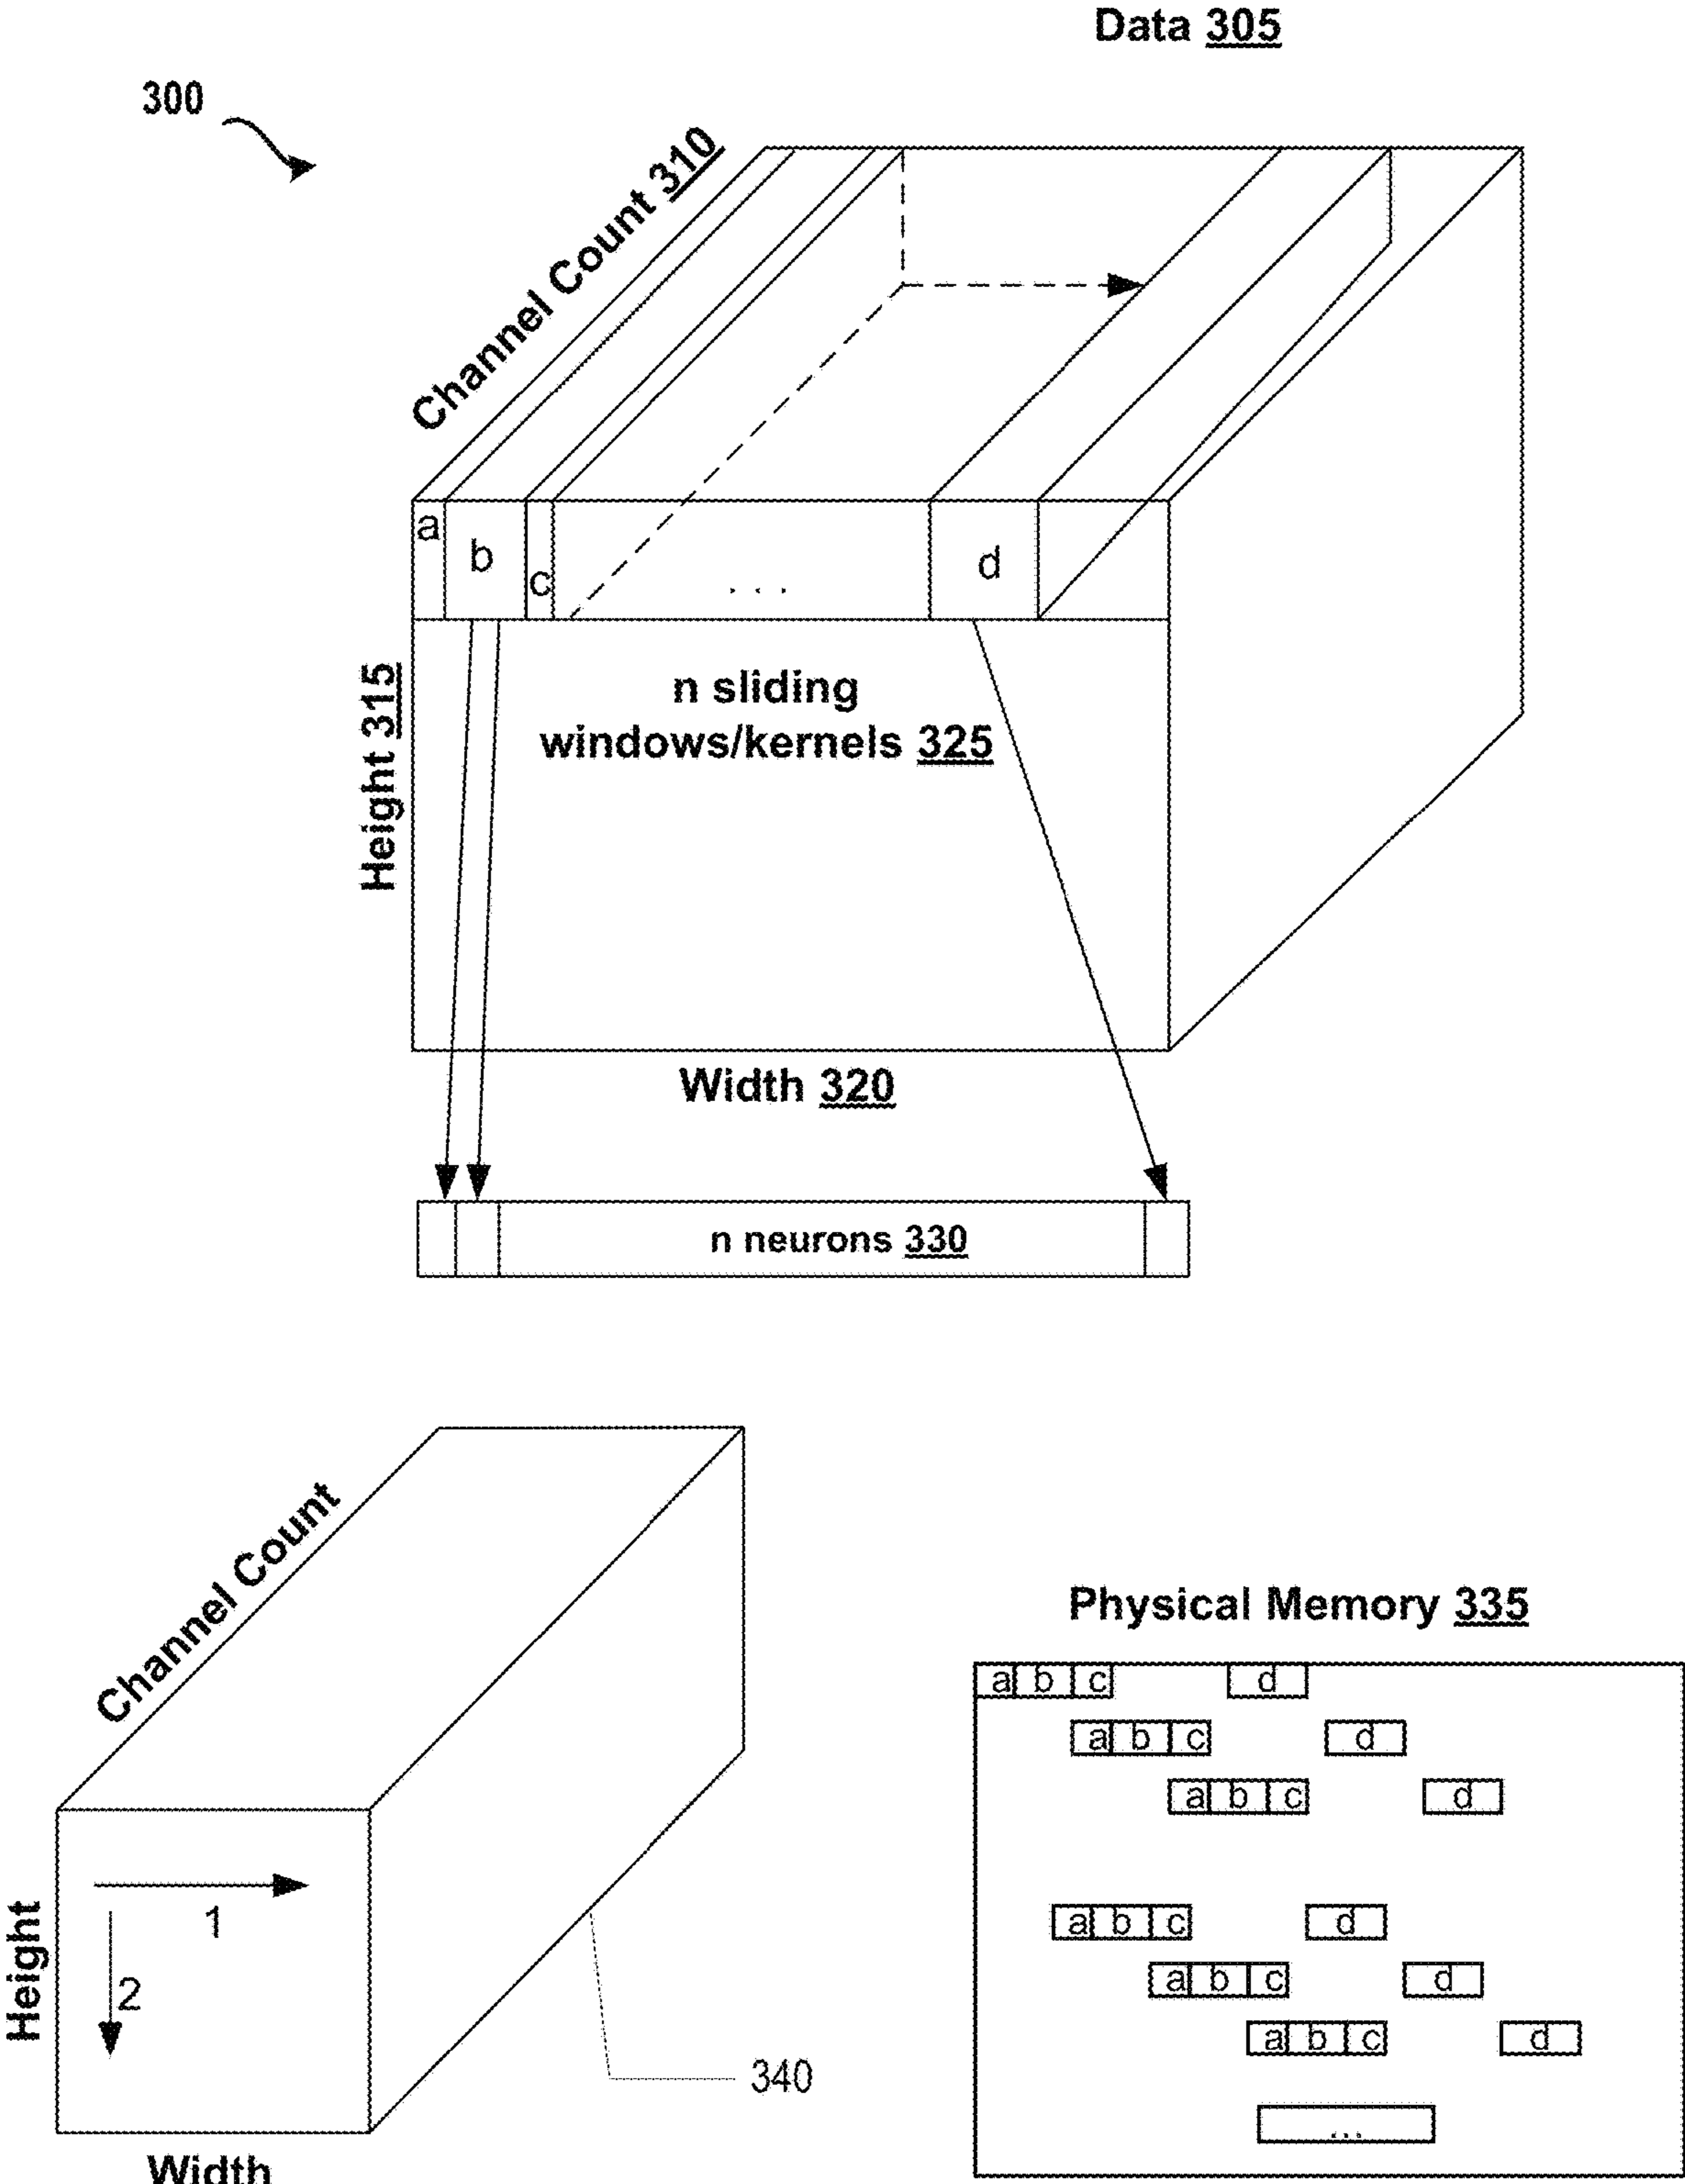 Data 305
300
Channel Count 310
a
b
c
...
d
Height 315
n sliding
windows/kernels 325
Width 320
n neurons 330
Channel Count
Height
1
2
340
Width
Physical Memory 335
a b c d
a b c d
a b c d
a b c d
a b c d
a b c d
...